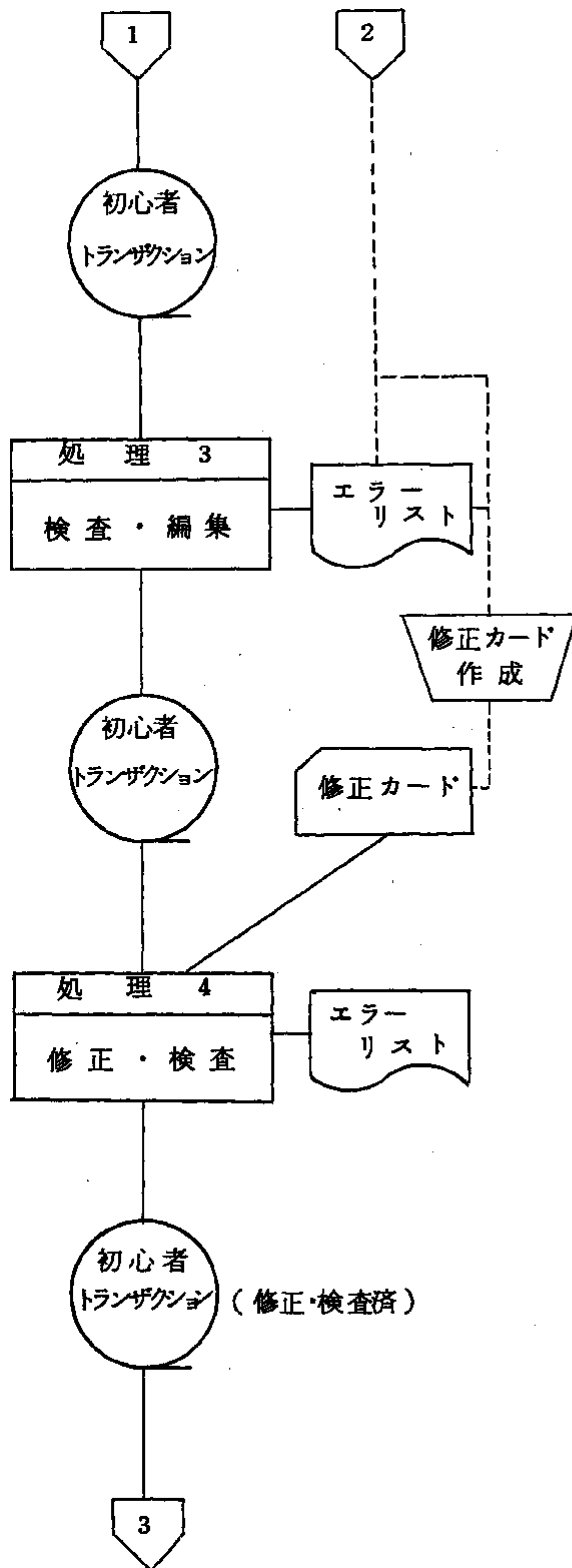 1
2
初心者
トランザクション
処理 3
検査・編集
エラー
リスト
修正カード
作成
初心者
トランザクション
修正カード
処理 4
修正・検査
エラー
リスト
初心者
トランザクション
(修正・検査済)
3